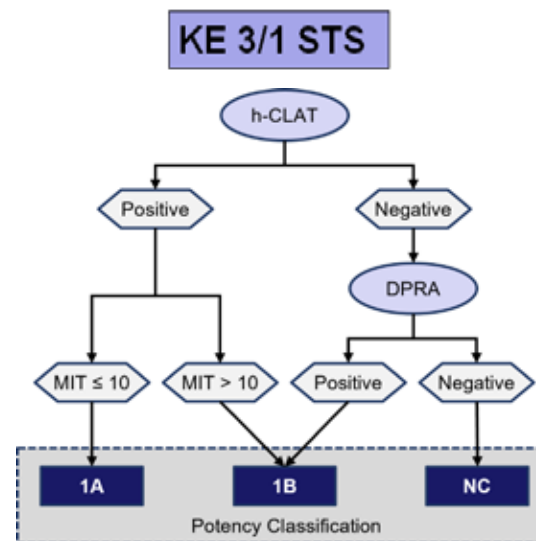 KE 3/1 STS
h-CLAT
Positive
Negative
DPRA
MIT ≤ 10
MIT > 10
Positive
Negative
1A
1B
NC
Potency Classification